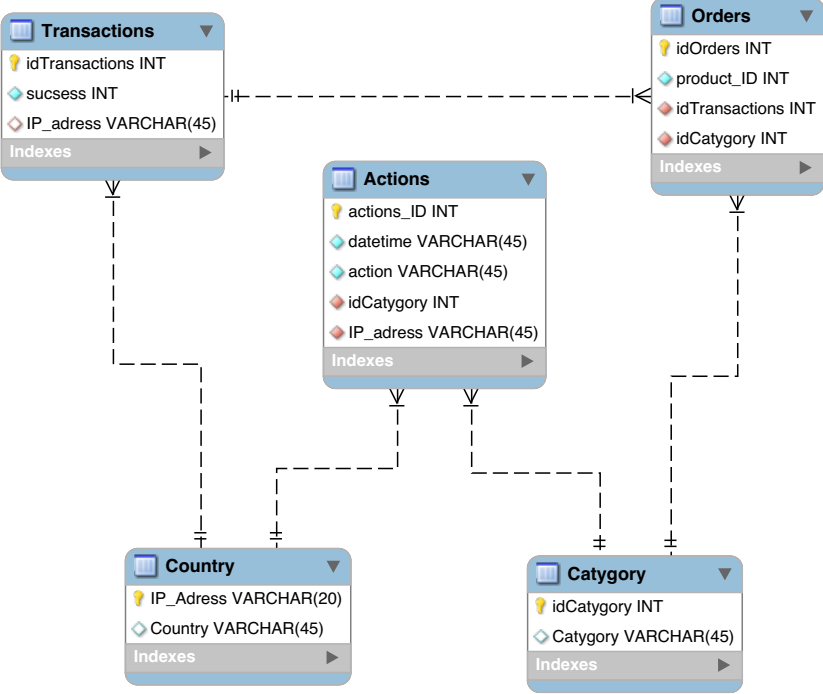 Transactions
idTransactions INT
sucsess INT
IP_adress VARCHAR(45)
Indexes
Orders
idOrders INT
product_ID INT
idTransactions INT
idCatygory INT
Indexes
Actions
actions_ID INT
datetime VARCHAR(45)
action VARCHAR(45)
idCatygory INT
IP_adress VARCHAR(45)
Indexes
Country
IP_Adress VARCHAR(20)
Country VARCHAR(45)
Indexes
Catygory
idCatygory INT
Catygory VARCHAR(45)
Indexes